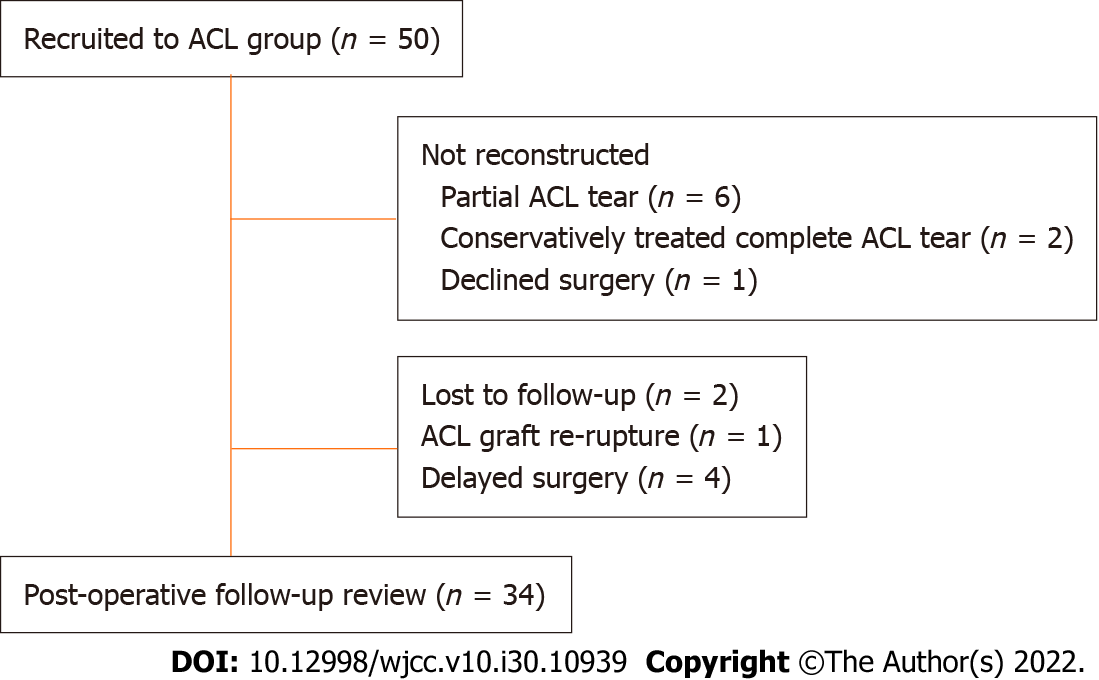 Recruited to ACL group (n = 50)
Not reconstructed
Partial ACL tear (n = 6)
Conservatively treated complete ACL tear (n = 2)
Declined surgery (n = 1)
Lost to follow-up (n = 2)
ACL graft re-rupture (n = 1)
Delayed surgery (n = 4)
Post-operative follow-up review (n = 34)
DOI: 10.12998/wjcc.v10.i30.10939 Copyright ©The Author(s) 2022.